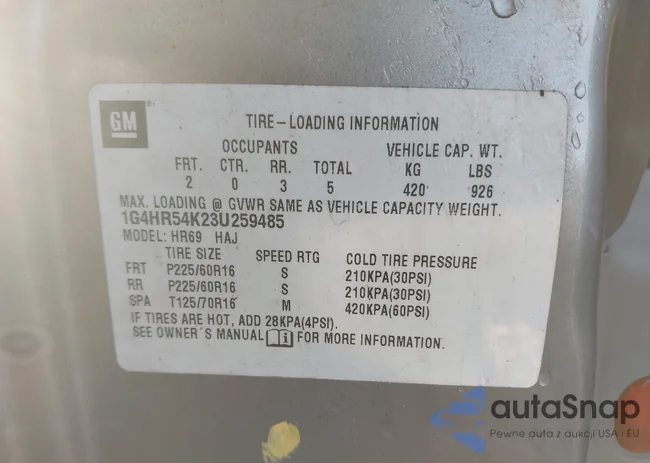 GM
TIRE-LOADING INFORMATION
OCCUPANTS VEHICLE CAP. WT.
FRT. CTR. RR. TOTAL KG LBS
2 0 3 5 420 926
MAX. LOADING @ GVWR SAME AS VEHICLE CAPACITY WEIGHT.
1G4HR54K23U259485
MODEL: HR69 HAJ
TIRE SIZE SPEED RTG COLD TIRE PRESSURE
FRT P225/60R16 S 210KPA(30PSI)
RR P225/60R16 S 210KPA(30PSI)
SPA T125/70R16 M 420KPA(60PSI)
IF TIRES ARE HOT, ADD 28KPA(4PSI).
SEE OWNER'S MANUAL i FOR MORE INFORMATION.
autaSnap
Pewne auta z aukcji USA i EU